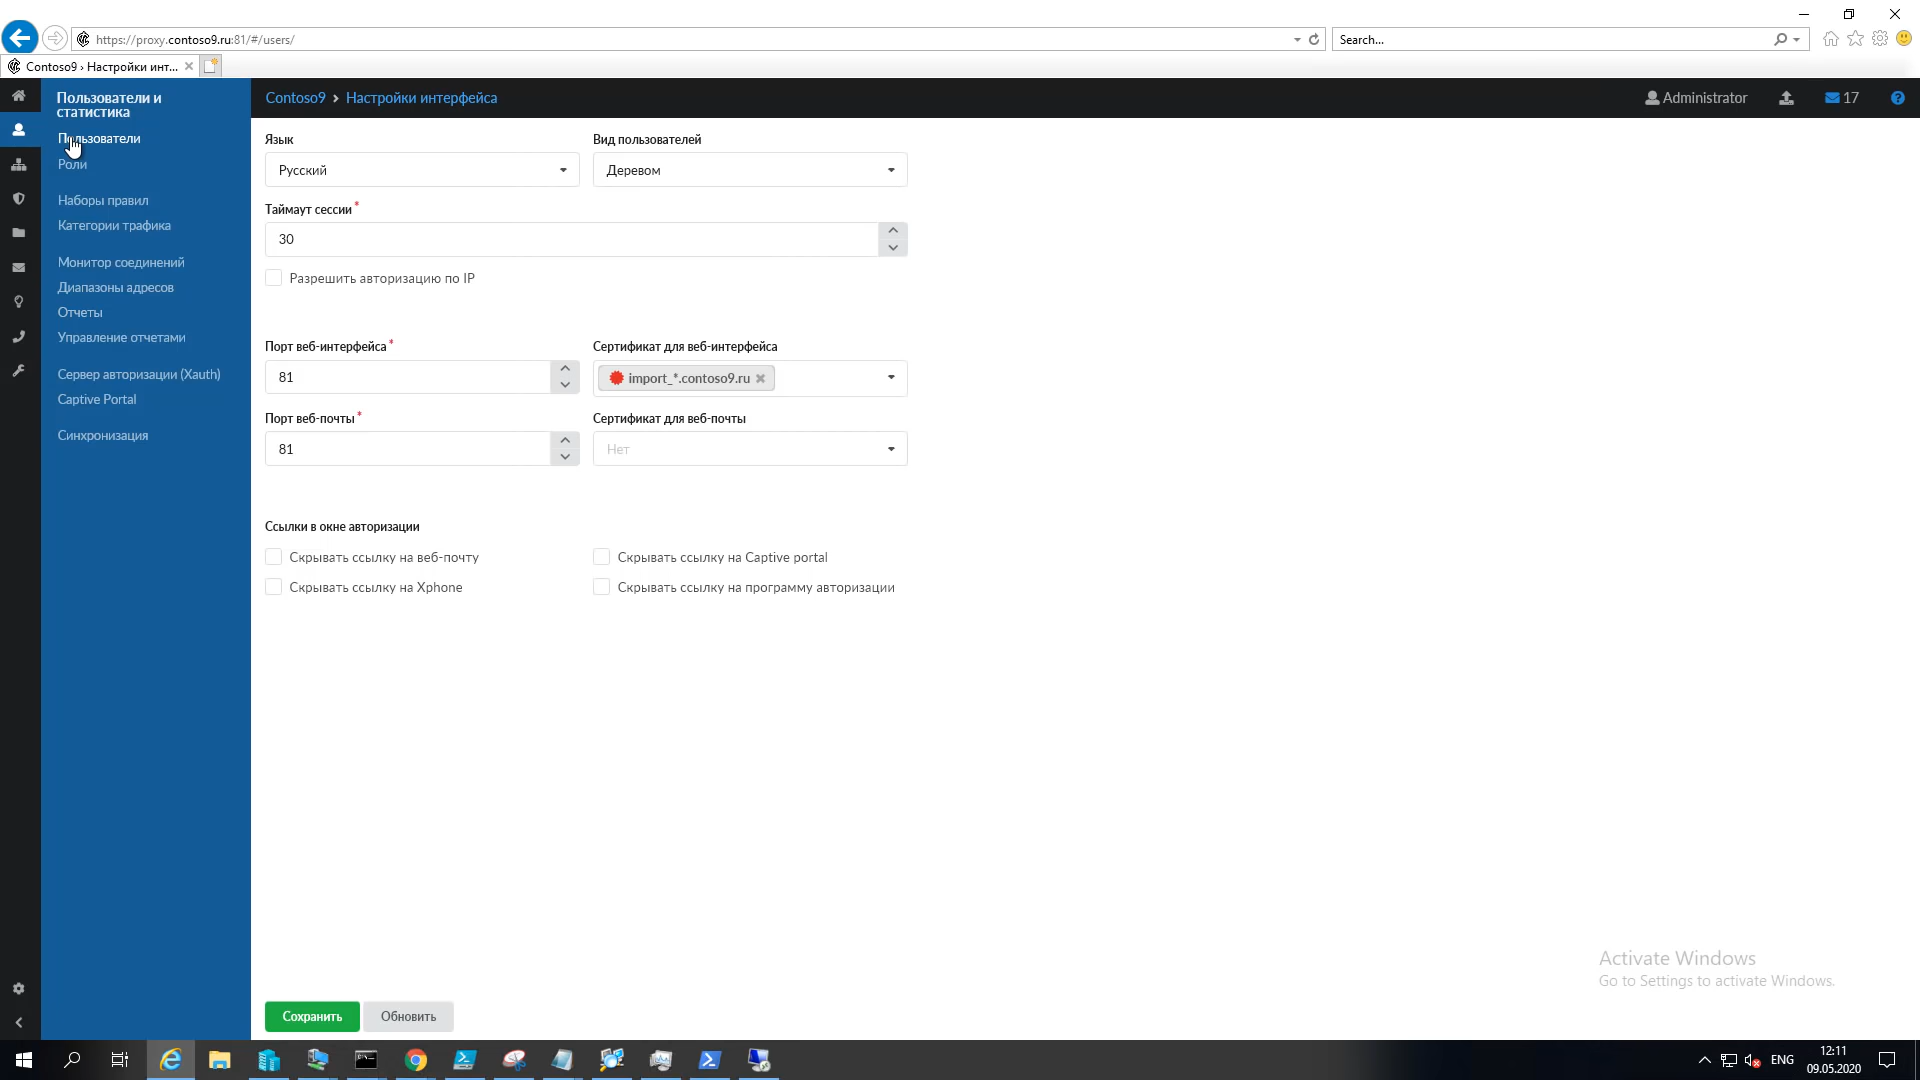 https://proxy.contoso9.ru:81/#/users/
Search...
Contoso9 › Настройки инт...
Пользователи и
статистика
Пользователи
Роли
Наборы правил
Категории трафика
Монитор соединений
Диапазоны адресов
Отчеты
Управление отчетами
Сервер авторизации (Xauth)
Captive Portal
Синхронизация
Contoso9 › Настройки интерфейса
Administrator
17
Язык
Вид пользователей
Русский
Деревом
Таймаут сессии *
30
Разрешить авторизацию по IP
Порт веб-интерфейса *
Сертификат для веб-интерфейса
81
import_*.contoso9.ru
Порт веб-почты *
Сертификат для веб-почты
81
Нет
Ссылки в окне авторизации
Скрывать ссылку на веб-почту
Скрывать ссылку на Captive portal
Скрывать ссылку на Xphone
Скрывать ссылку на программу авторизации
Activate Windows
Go to Settings to activate Windows.
Сохранить
Обновить
ENG
12:11
09.05.2020